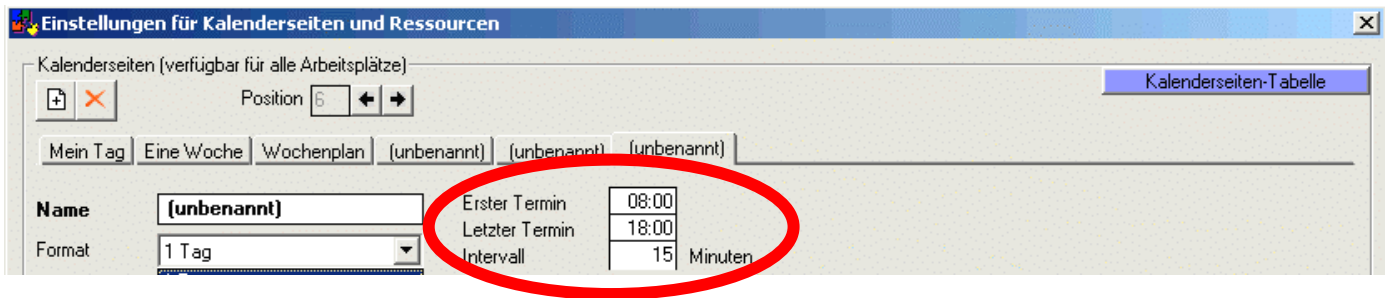 Einstellungen für Kalenderseiten und Ressourcen
Kalenderseiten (verfügbar für alle Arbeitsplätze)
Kalenderseiten-Tabelle
Position 6
Mein Tag Eine Woche Wochenplan (unbenannt) (unbenannt) (unbenannt)
Name (unbenannt) Erster Termin 08:00
Letzter Termin 18:00
Format 1 Tag Intervall 15 Minuten